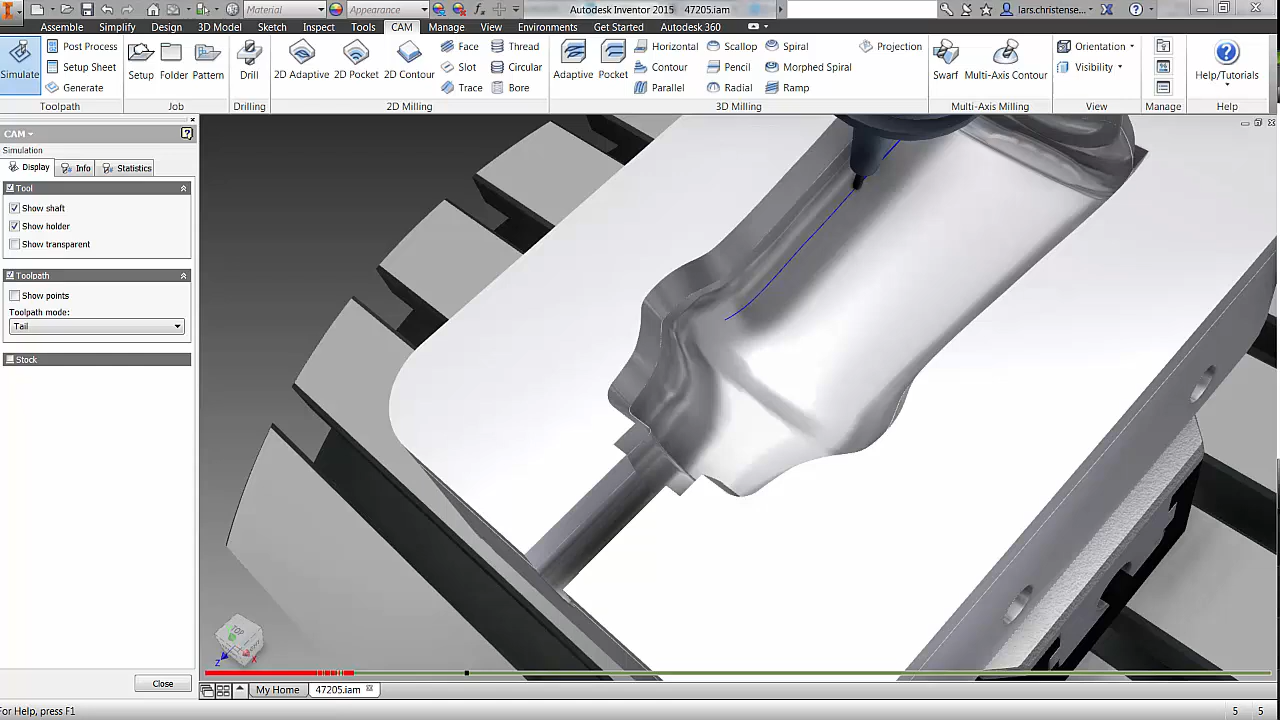 Material
Appearance
Autodesk Inventor 2015 47205.iam
lars.christense...
Assemble Simplify Design 3D Model Sketch Inspect Tools CAM Manage View Environments Get Started Autodesk 360
Simulate
Post Process
Setup Sheet
Generate
Toolpath
Setup Folder Pattern
Job
Drill
Drilling
2D Adaptive 2D Pocket 2D Contour
Face
Slot
Trace
Thread
Circular
Bore
2D Milling
Adaptive Pocket
Horizontal
Contour
Parallel
Scallop
Pencil
Radial
Spiral
Morphed Spiral
Ramp
Projection
3D Milling
Swarf Multi-Axis Contour
Multi-Axis Milling
Orientation
Visibility
View
Manage
Help/Tutorials
Help
CAM
Simulation
Display Info Statistics
Tool
Show shaft
Show holder
Show transparent
Toolpath
Show points
Toolpath mode:
Tail
Stock
Close
TOP
Z X
My Home 47205.iam
For Help, press F1
5 5